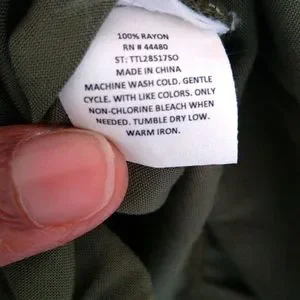 100% RAYON
RN # 44480
ST: TTL28517SO
MADE IN CHINA
MACHINE WASH COLD. GENTLE
CYCLE. WITH LIKE COLORS. ONLY
NON-CHLORINE BLEACH WHEN
NEEDED. TUMBLE DRY LOW.
WARM IRON.